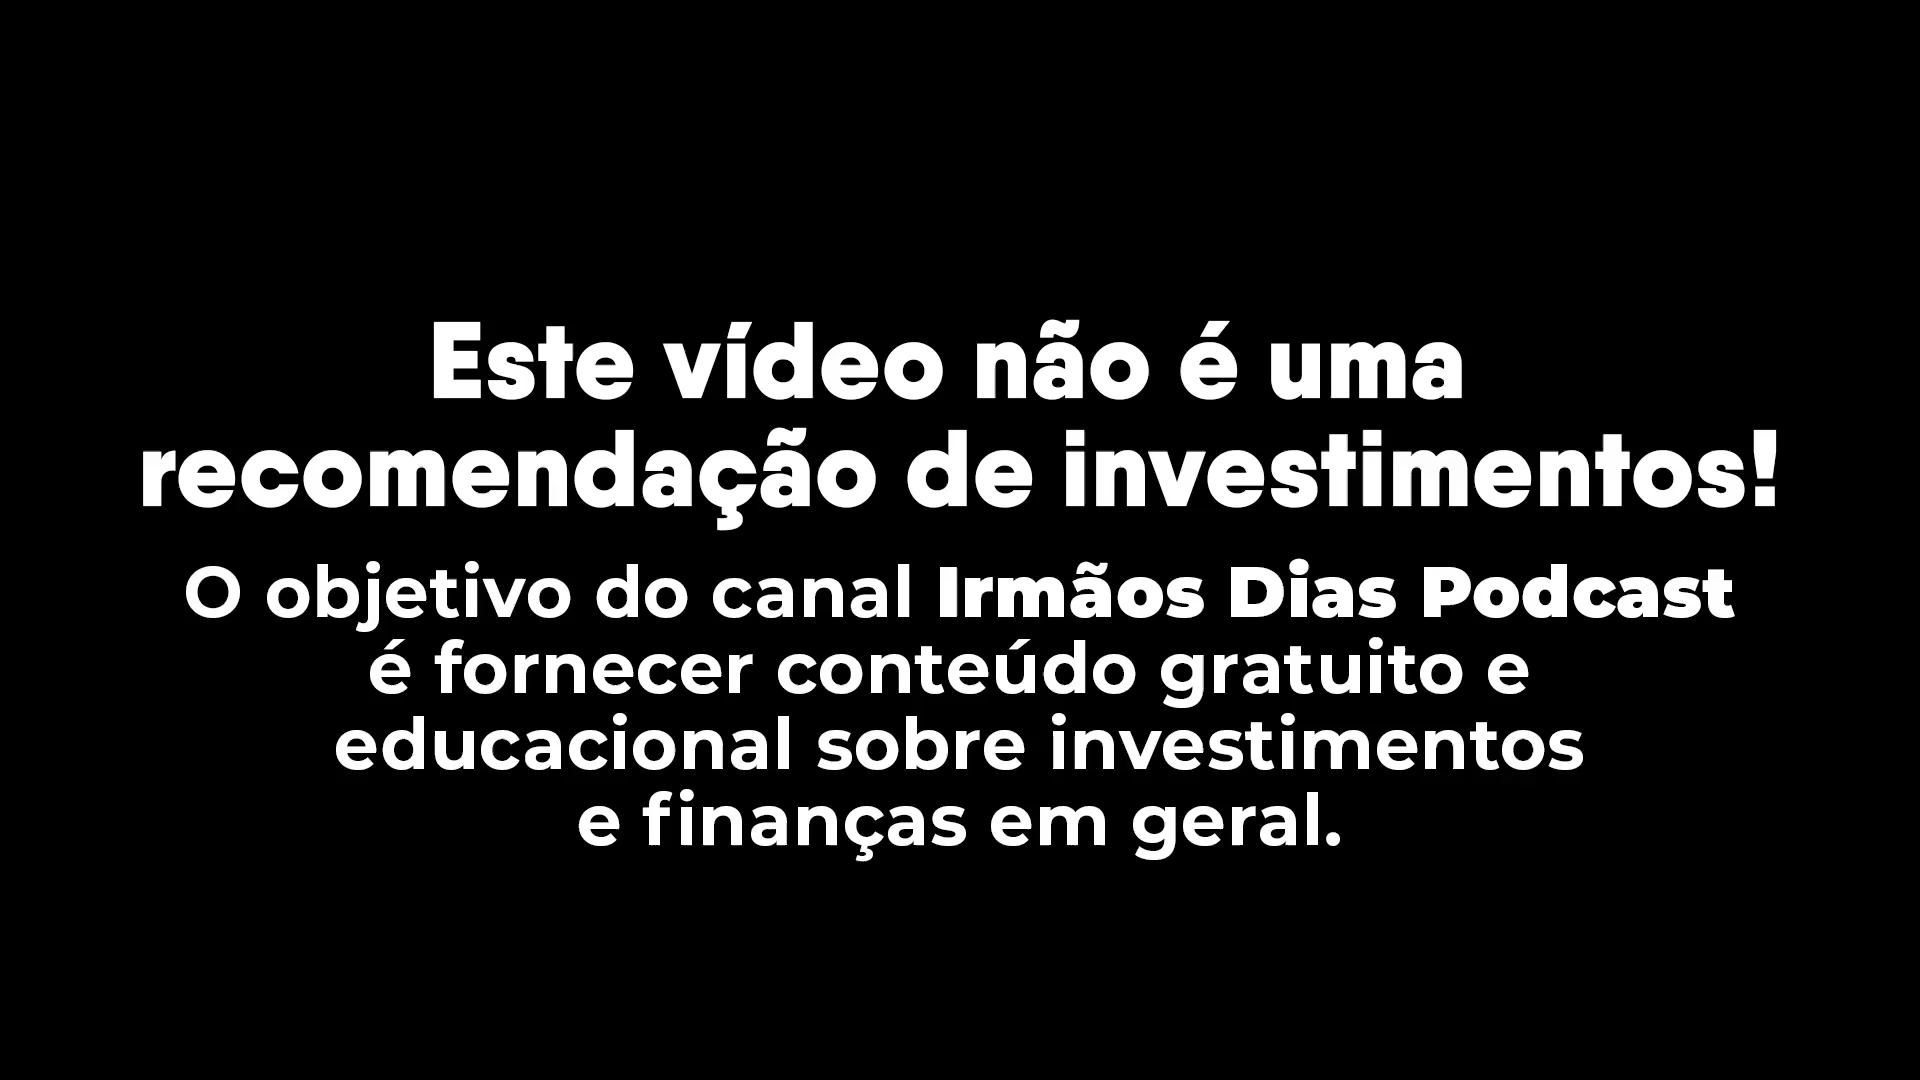 Este vídeo não é uma
recomendação de investimentos!
O objetivo do canal Irmãos Dias Podcast
é fornecer conteúdo gratuito e
educacional sobre investimentos
e finanças em geral.